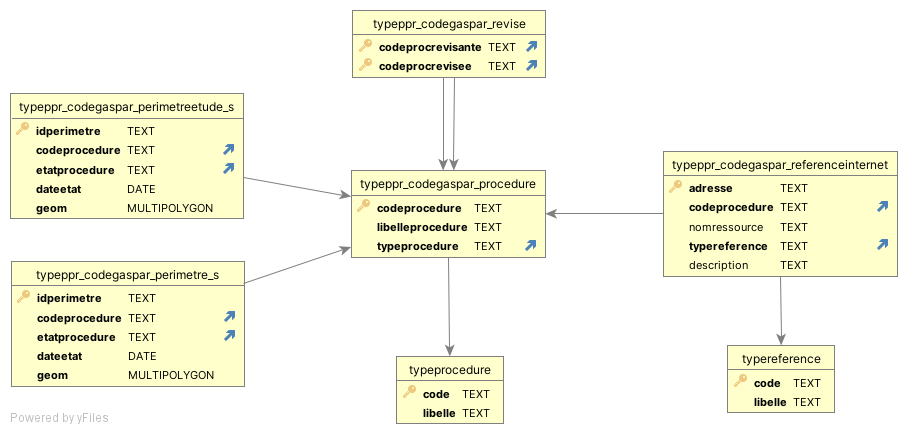 typeppr_codegaspar_revise
codeprocrevisante TEXT
codeprocrevisee TEXT
typeppr_codegaspar_perimetreetude_s
idperimetre TEXT
codeprocedure TEXT
etatprocedure TEXT
dateetat DATE
geom MULTIPOLYGON
typeppr_codegaspar_procedure
codeprocedure TEXT
libelleprocedure TEXT
typeprocedure TEXT
typeppr_codegaspar_referenceinternet
adresse TEXT
codeprocedure TEXT
nomressource TEXT
typereference TEXT
description TEXT
typeppr_codegaspar_perimetre_s
idperimetre TEXT
codeprocedure TEXT
etatprocedure TEXT
dateetat DATE
geom MULTIPOLYGON
typeprocedure
code TEXT
libelle TEXT
typereference
code TEXT
libelle TEXT
Powered by yFiles